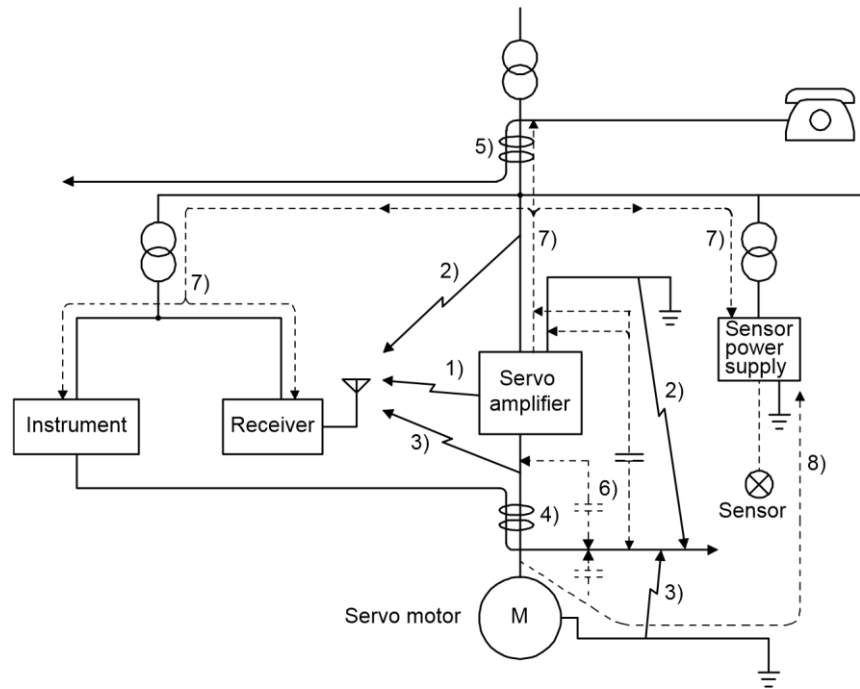 5)
7)
7)
2)
7)
Sensor
power
supply
1)
Servo
amplifier
2)
Instrument
Receiver
3)
6)
8)
4)
Sensor
3)
Servo motor
M